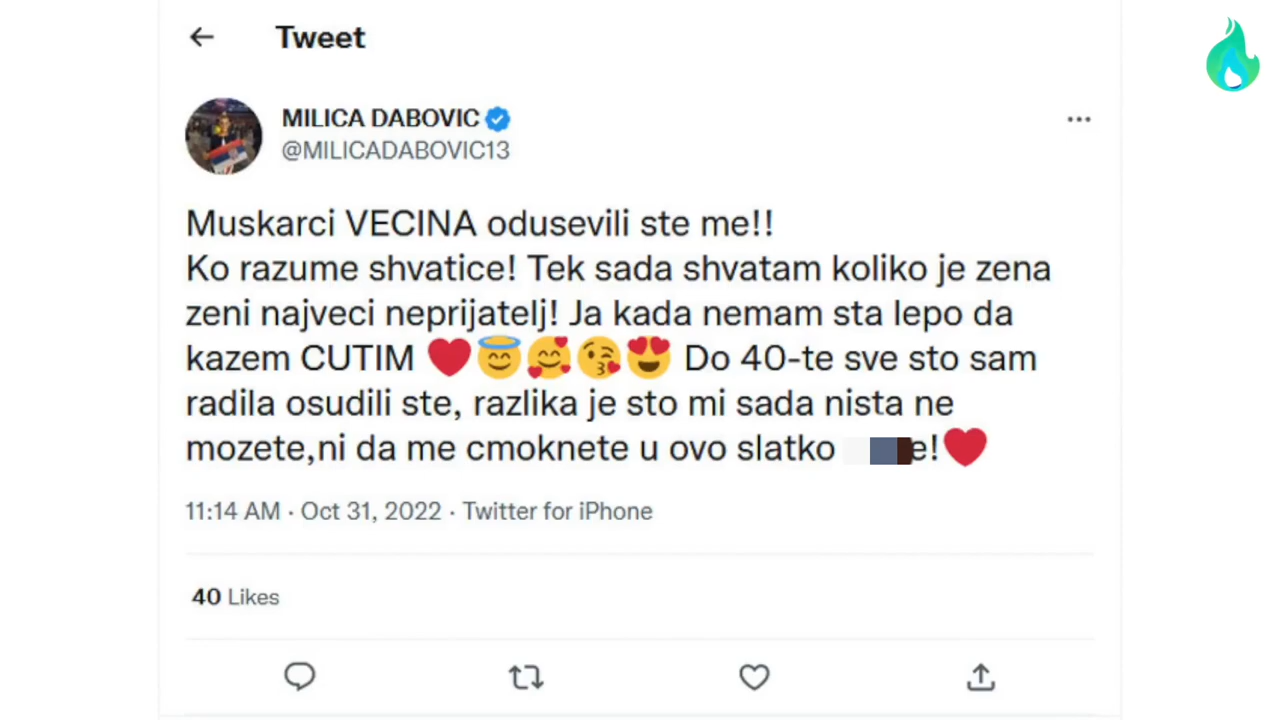 Tweet
MILICA DABOVIC
@MILICADABOVIC13
Muskarci VECINA odusevili ste me!!
Ko razume shvatice! Tek sada shvatam koliko je zena
zeni najveci neprijatelj! Ja kada nemam sta lepo da
kazem CUTIM ❤️😇🥰😘😍 Do 40-te sve sto sam
radila osudili ste, razlika je sto mi sada nista ne
mozete,ni da me cmoknete u ovo slatko e!❤️
11:14 AM · Oct 31, 2022 · Twitter for iPhone
40 Likes